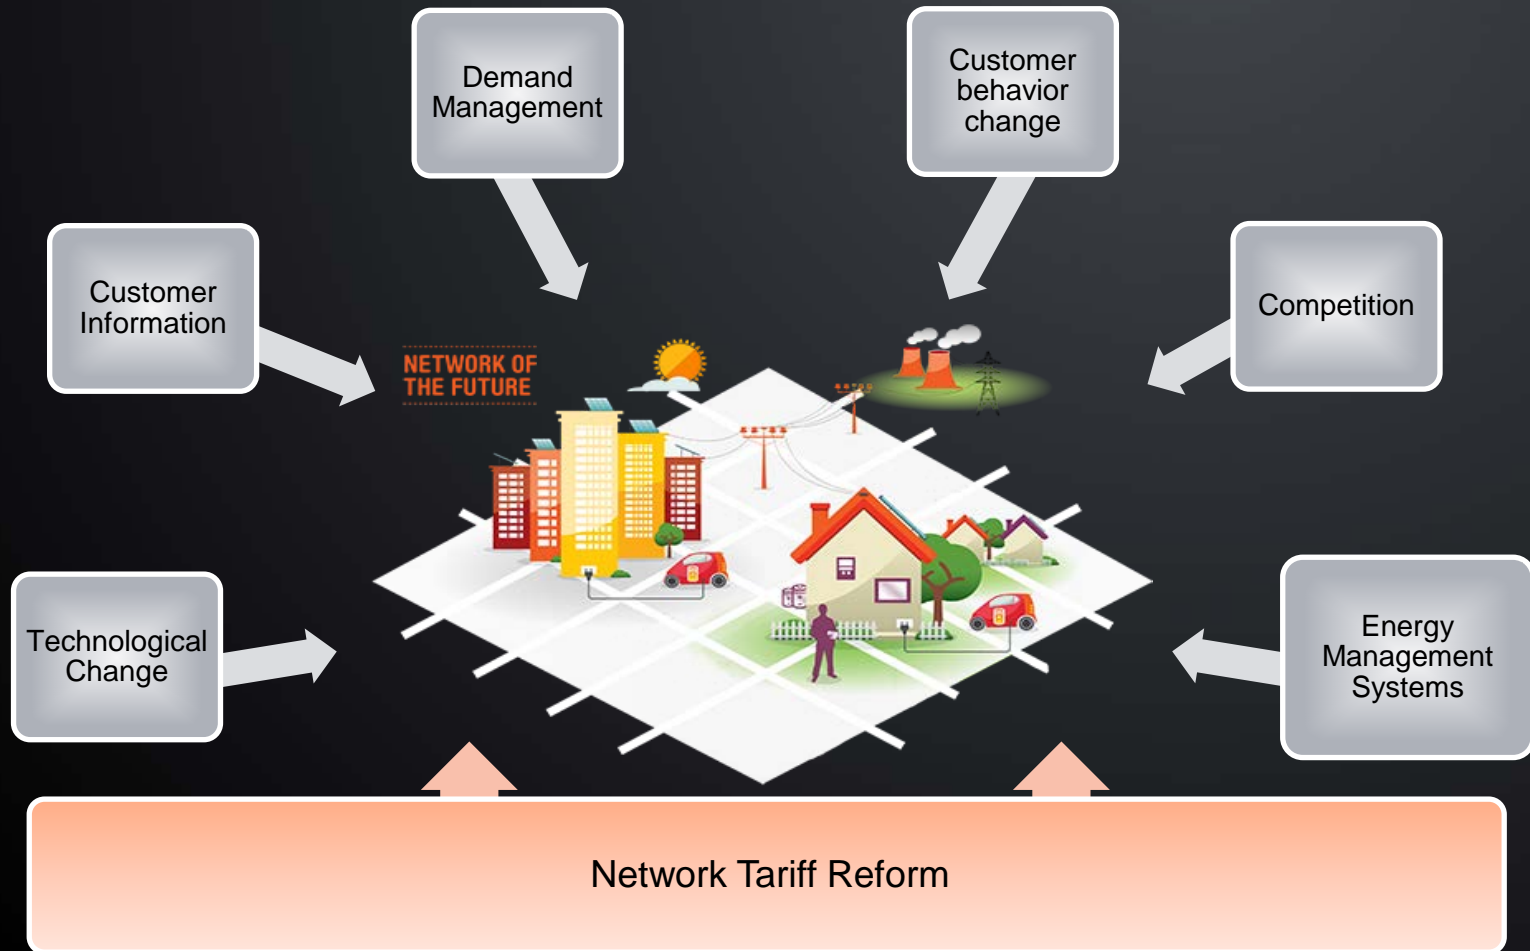 Demand
Management
Customer
behavior
change
Customer
Information
Competition
NETWORK OF
THE FUTURE
Technological
Change
Energy
Management
Systems
Network Tariff Reform